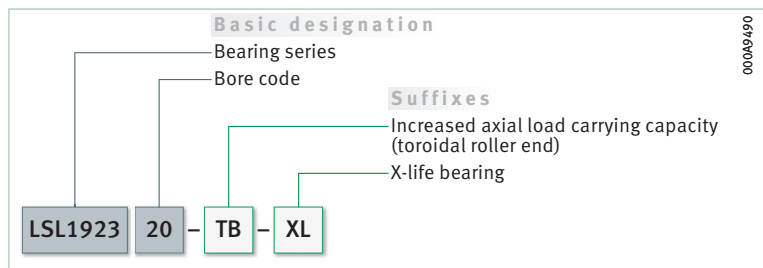 Basic designation
Bearing series
Bore code
Suffixes
Increased axial load carrying capacity
(toroidal roller end)
X-life bearing
LSL1923 20 – TB – XL
000A9490